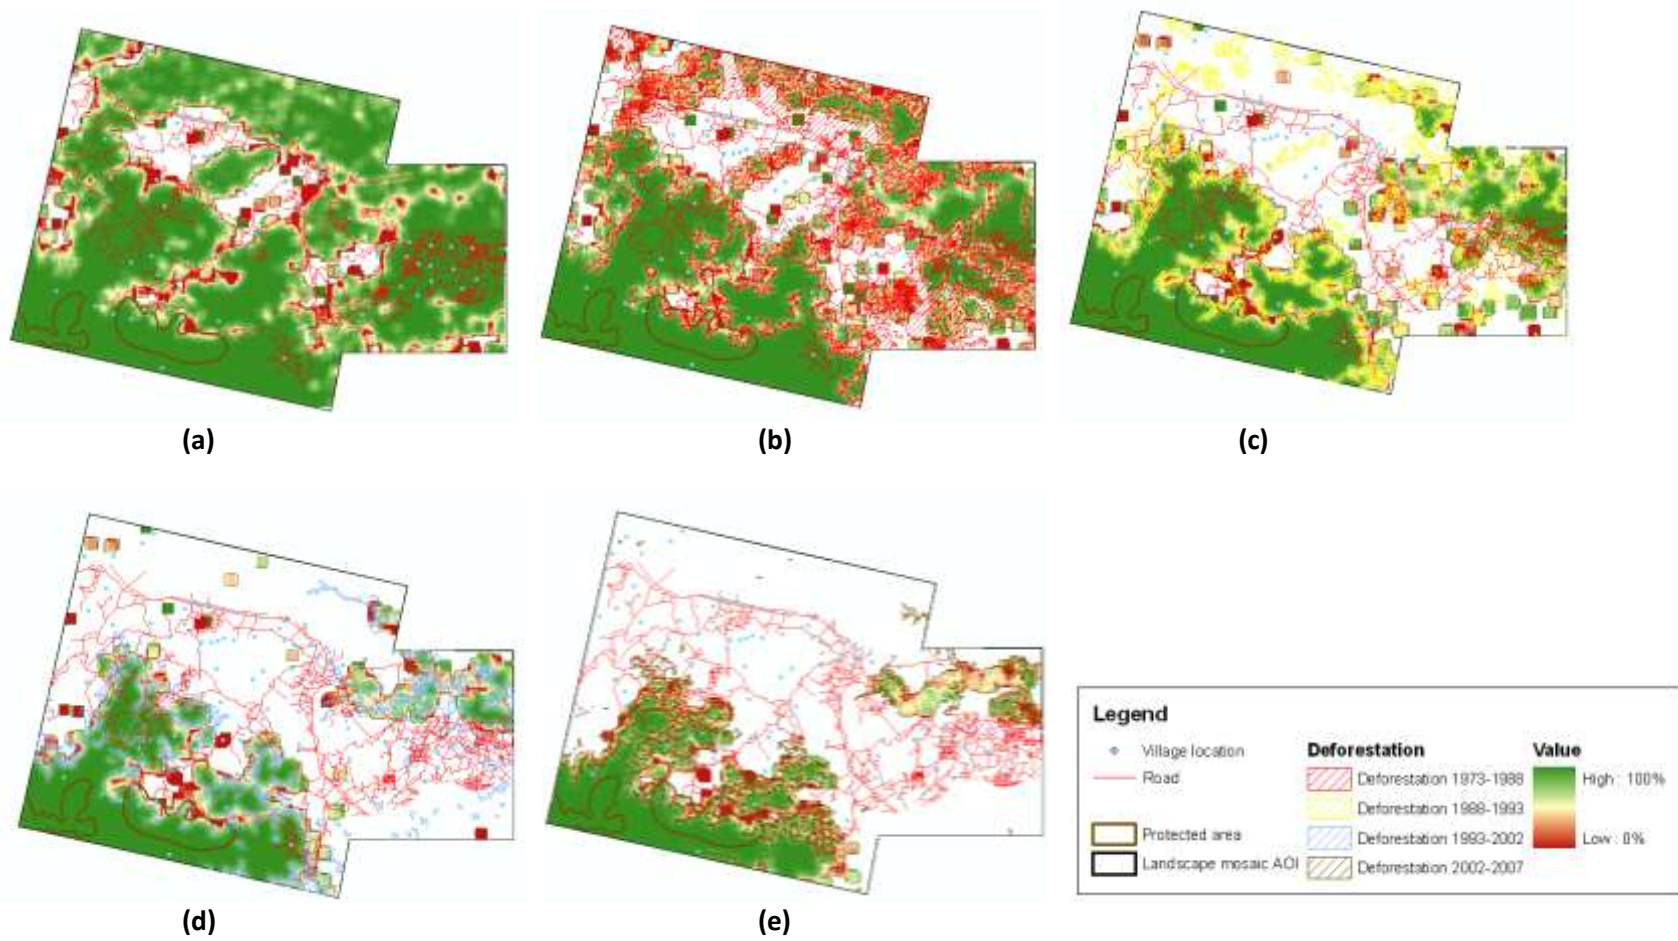 (a)
(b)
(c)
(d)
(e)
Legend
Village location
Road
Protected area
Landscape mosaic AOI
Deforestation
Deforestation 1973-1988
Deforestation 1988-1993
Deforestation 1993-2002
Deforestation 2002-2007
Value
High : 100%
Low : 0%